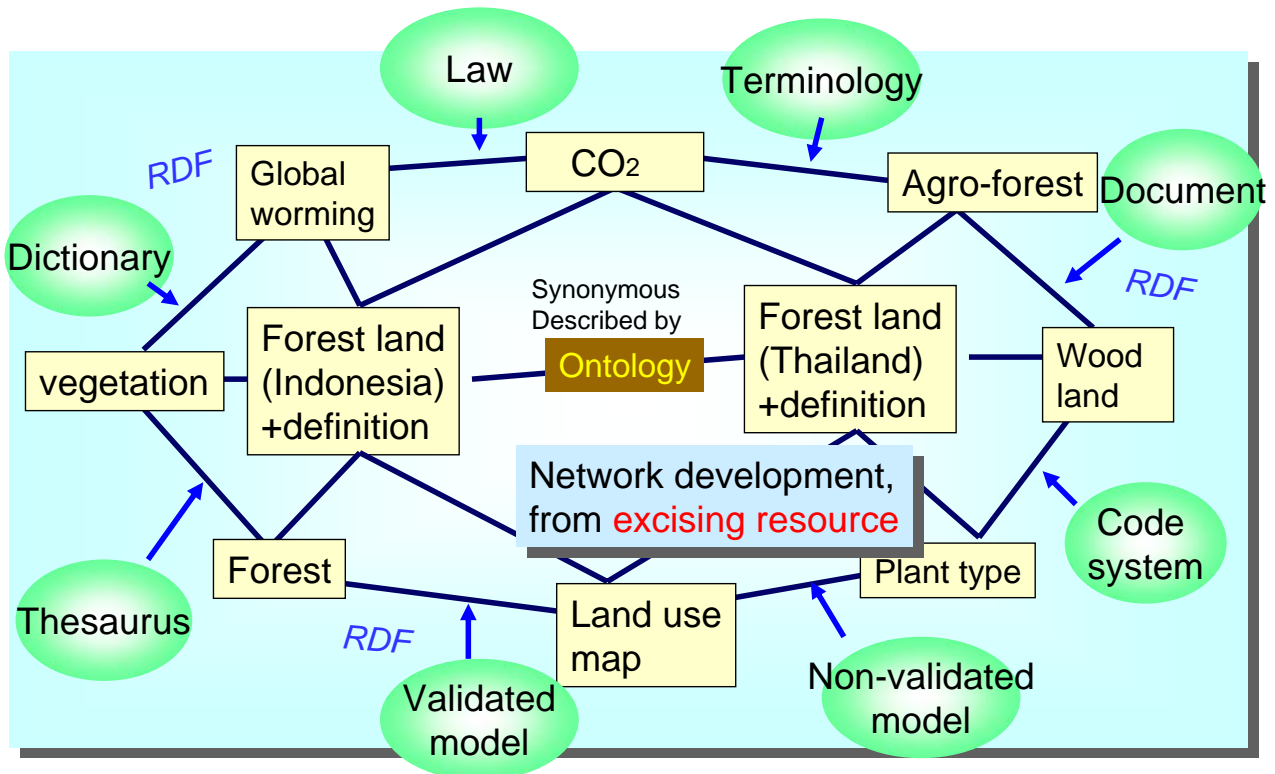 Law
Terminology
RDF
Global
worming
CO2
Agro-forest
Document
Dictionary
RDF
Synonymous
Described by
Ontology
Forest land
(Indonesia)
+definition
Forest land
(Thailand)
+definition
vegetation
Wood
land
Network development,
from excising resource
Code
system
Forest
Plant type
Thesaurus
RDF
Land use
map
Validated
model
Non-validated
model